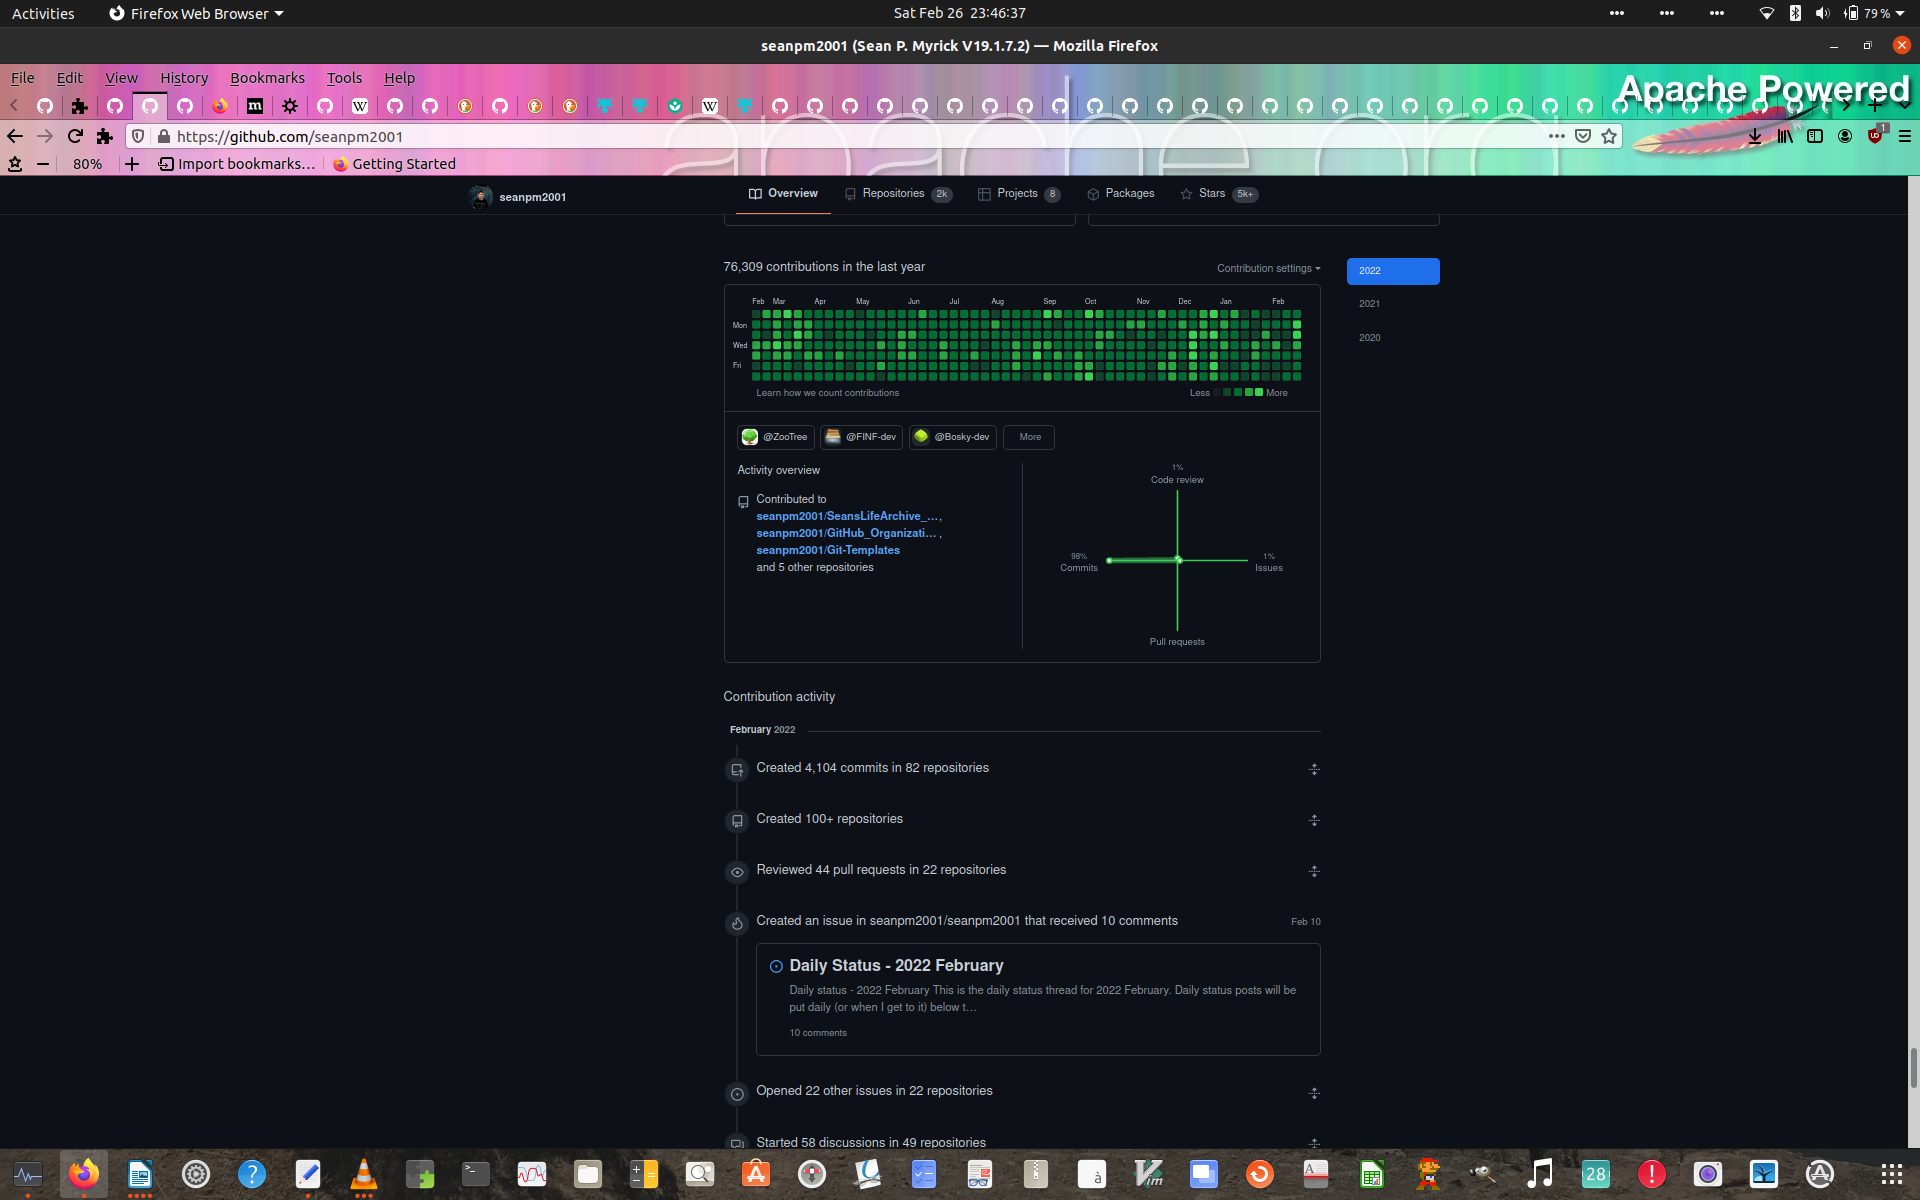 Activities
Firefox Web Browser
Sat Feb 26 23:46:37
79 %
seanpm2001 (Sean P. Myrick V19.1.7.2) — Mozilla Firefox
File Edit View History Bookmarks Tools Help
Apache Powered
https://github.com/seanpm2001
1
80%
Import bookmarks…
Getting Started
apache.org
seanpm2001
Overview
Repositories 2k
Projects 8
Packages
Stars 5k+
76,309 contributions in the last year
Contribution settings
2022
2021
2020
Feb Mar Apr May Jun Jul Aug Sep Oct Nov Dec Jan Feb
Mon
Wed
Fri
Learn how we count contributions
Less More
@ZooTree
@FINF-dev
@Bosky-dev
More
Activity overview
Contributed to
seanpm2001/SeansLifeArchive_…,
seanpm2001/GitHub_Organizati… ,
seanpm2001/Git-Templates
and 5 other repositories
1%
Code review
98%
Commits
1%
Issues
Pull requests
Contribution activity
February 2022
Created 4,104 commits in 82 repositories
Created 100+ repositories
Reviewed 44 pull requests in 22 repositories
Created an issue in seanpm2001/seanpm2001 that received 10 comments
Feb 10
Daily Status - 2022 February
Daily status - 2022 February This is the daily status thread for 2022 February. Daily status posts will be
put daily (or when I get to it) below t…
10 comments
Opened 22 other issues in 22 repositories
Started 58 discussions in 49 repositories
28